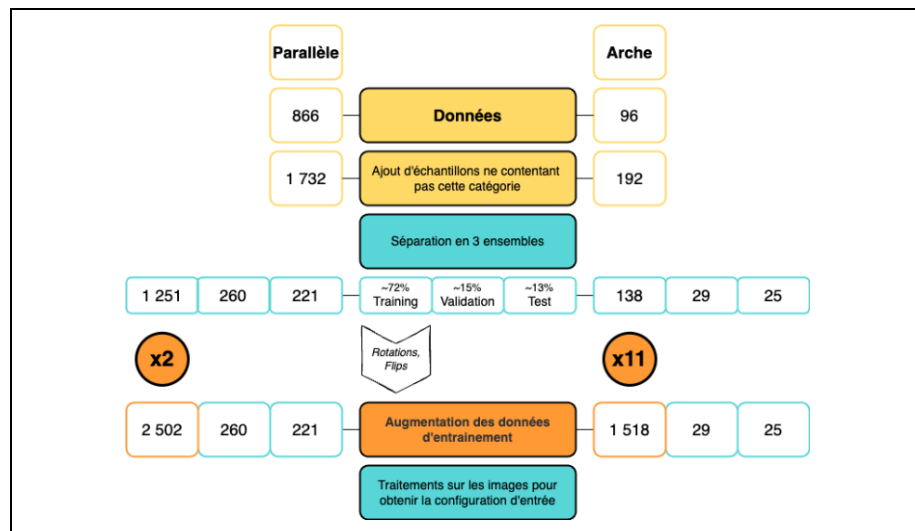 Parallèle
Arche
866
Données
96
1 732
Ajout d'échantillons ne contentant
pas cette catégorie
192
Séparation en 3 ensembles
1 251
260
221
~72%
Training
~15%
Validation
~13%
Test
138
29
25
x2
Rotations,
Flips
x11
2 502
260
221
Augmentation des données
d'entrainement
1 518
29
25
Traitements sur les images pour
obtenir la configuration d'entrée